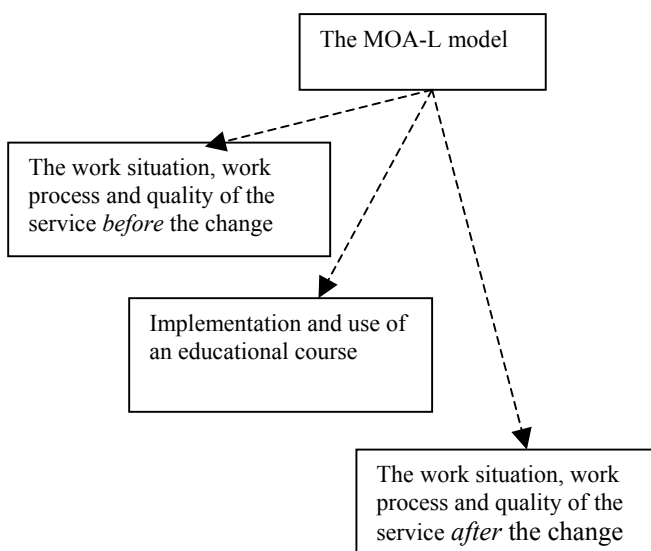 The MOA-L model
The work situation, work
process and quality of the
service before the change
Implementation and use of
an educational course
The work situation, work
process and quality of the
service after the change